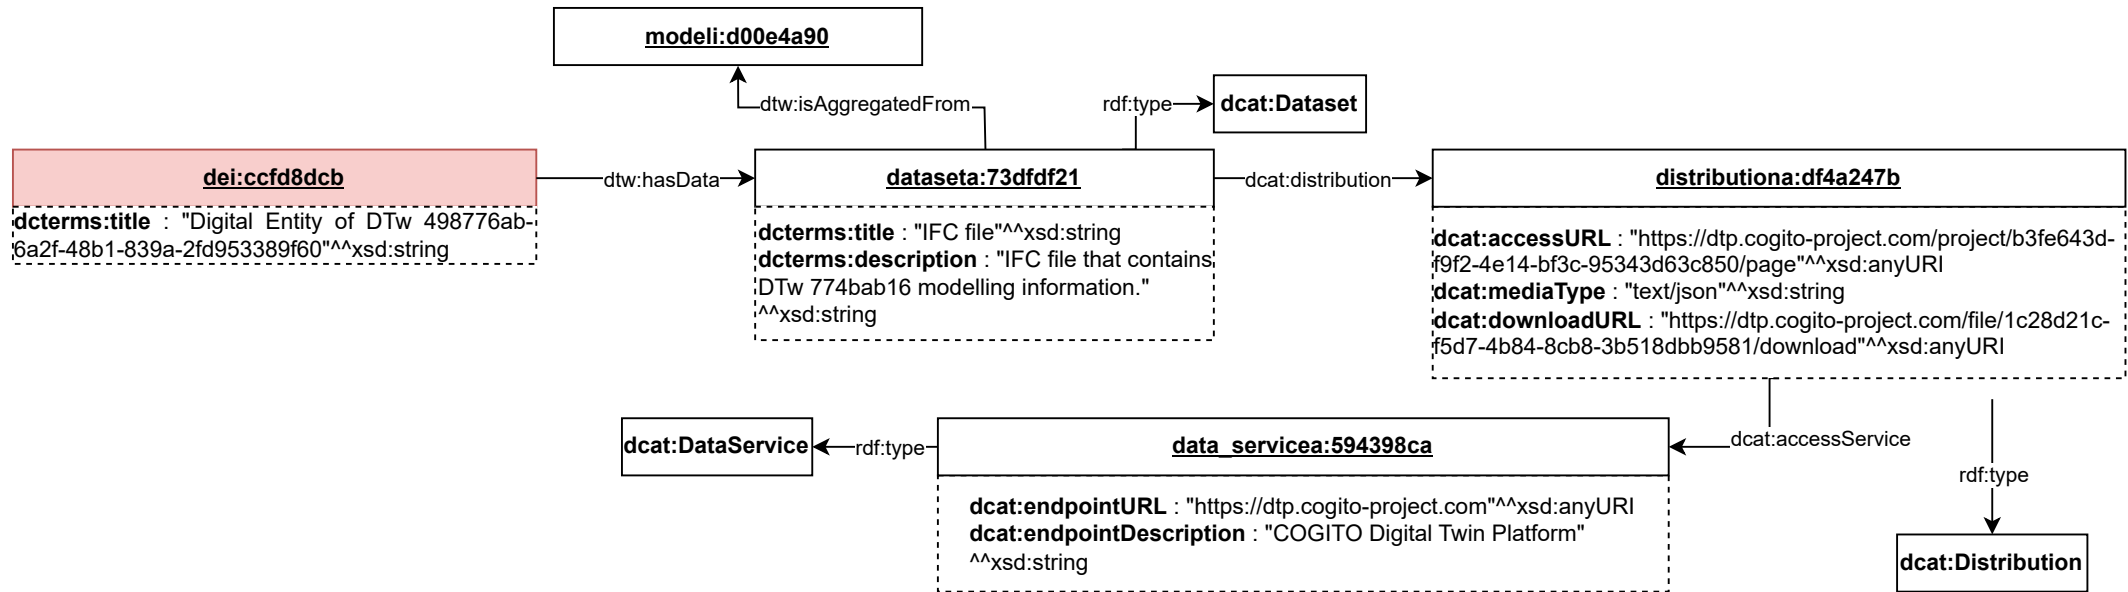 modeli:d00e4a90
dtw:isAggregatedFrom
rdf:type
dcat:Dataset
dei:ccfd8dcb
dtw:hasData
dataseta:73dfdf21
dcat:distribution
distributiona:df4a247b
dcterms:title : "Digital Entity of DTw 498776ab-
6a2f-48b1-839a-2fd953389f60"^^xsd:string
dcterms:title : "IFC file"^^xsd:string
dcterms:description : "IFC file that contains
DTw 774bab16 modelling information."
^^xsd:string
dcat:accessURL : "https://dtp.cogito-project.com/project/b3fe643d-
f9f2-4e14-bf3c-95343d63c850/page"^^xsd:anyURI
dcat:mediaType : "text/json"^^xsd:string
dcat:downloadURL : "https://dtp.cogito-project.com/file/1c28d21c-
f5d7-4b84-8cb8-3b518dbb9581/download"^^xsd:anyURI
dcat:DataService
rdf:type
data_servicea:594398ca
dcat:accessService
dcat:endpointURL : "https://dtp.cogito-project.com"^^xsd:anyURI
dcat:endpointDescription : "COGITO Digital Twin Platform"
^^xsd:string
rdf:type
dcat:Distribution